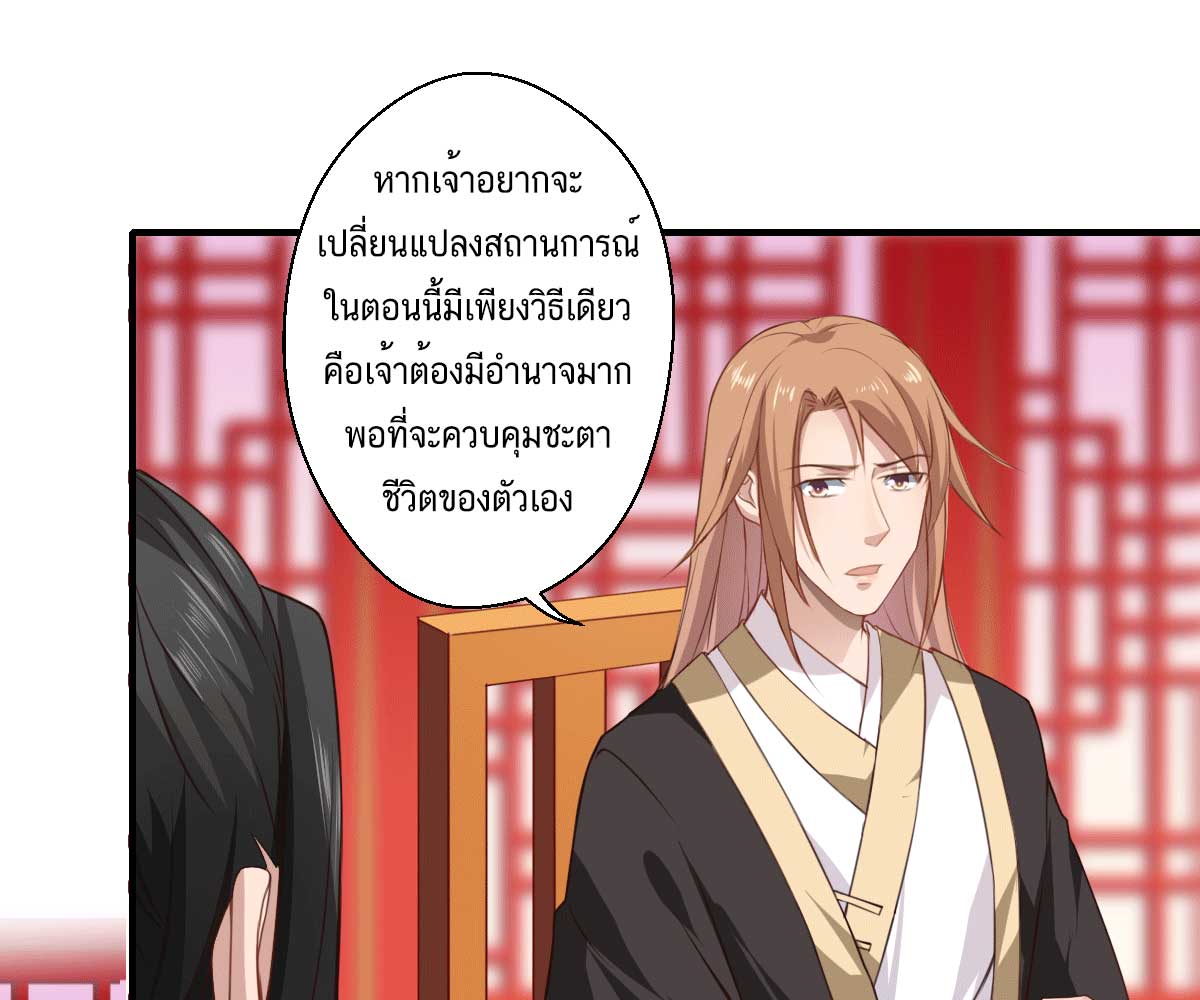 หากเจ้าอยากจะ
เปลี่ยนแปลงสถานการณ์
ในตอนนี้มีเพียงวิธีเดียว
คือเจ้าต้องมีอำนาจมาก
พอที่จะควบคุมชะตา
ชีวิตของตัวเอง